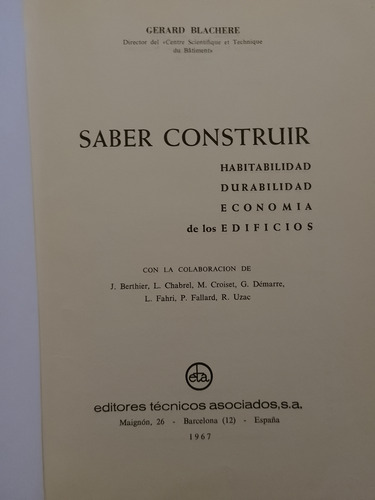 GERARD BLACHERE
Director del «Centre Scientifique et Technique
du Bâtiment»
SABER CONSTRUIR
HABITABILIDAD
DURABILIDAD
ECONOMIA
de los EDIFICIOS
CON LA COLABORACION DE
J. Berthier, L. Chabrel, M. Croiset, G. Démarre,
L. Fahri, P. Fallard, R. Uzac
eta
editores técnicos asociados,s.a.
Maignón, 26 - Barcelona (12) - España
1967